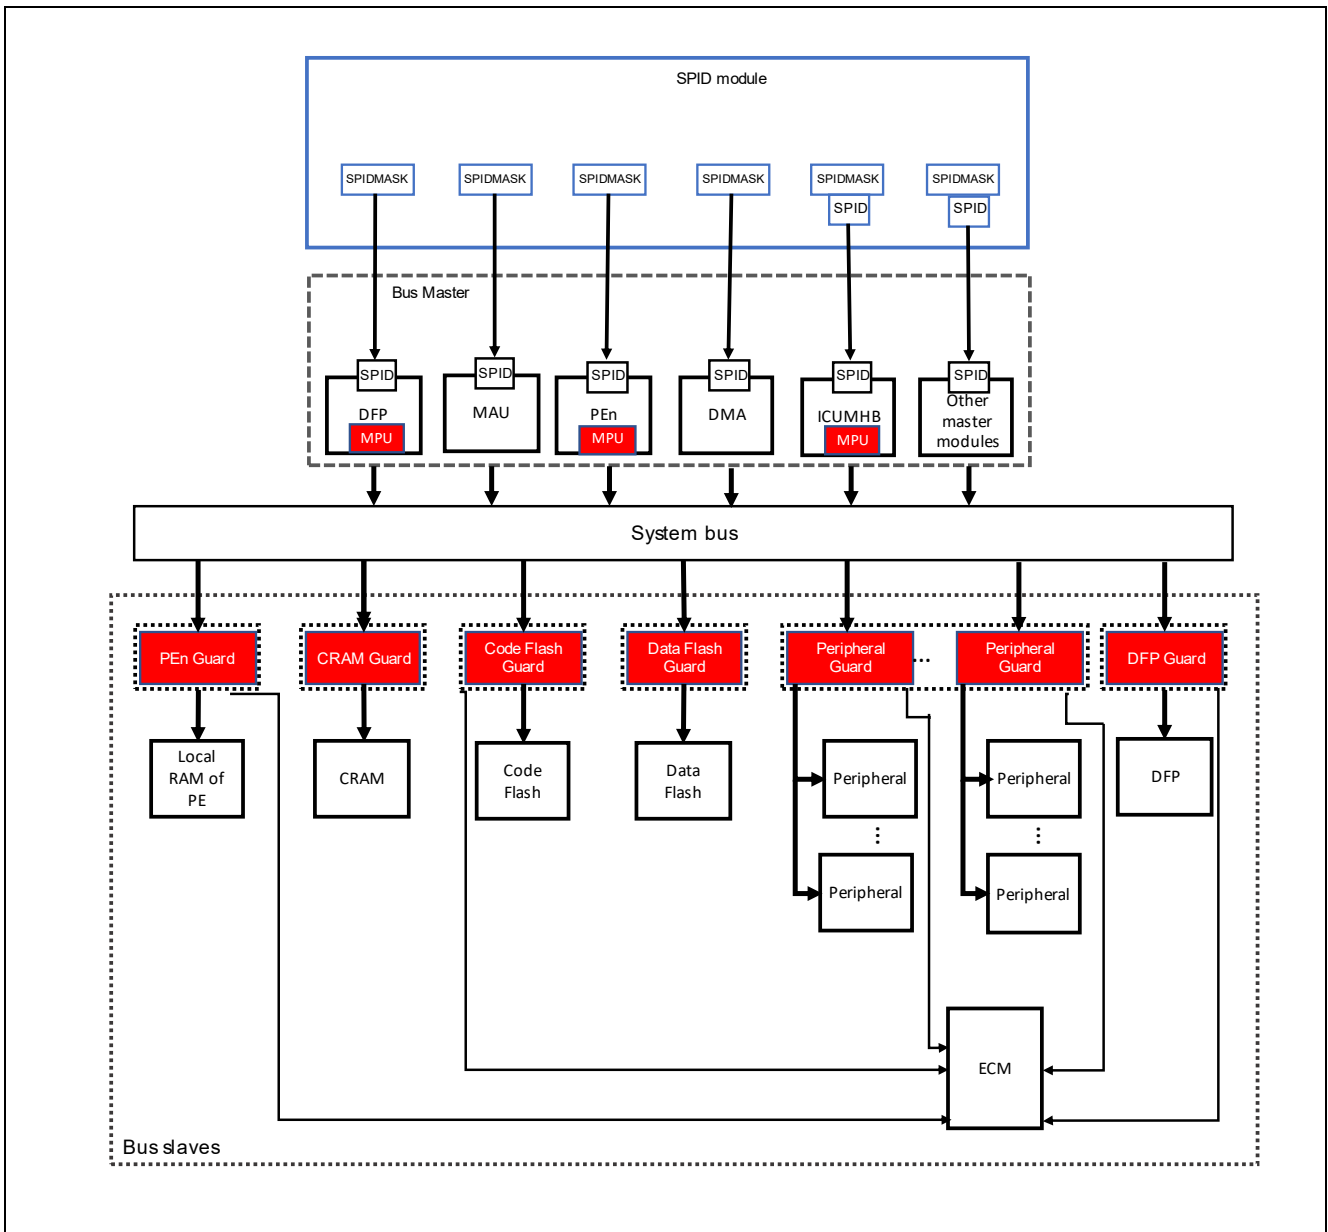 SPID module
SPIDMASK SPIDMASK SPIDMASK SPIDMASK SPIDMASK SPIDMASK
SPID SPID
Bus Master
SPID SPID SPID SPID SPID SPID
DFP MAU PEn DMA ICUMHB Other
master
modules
MPU MPU MPU
System bus
PEn Guard
CRAM Guard
Code Flash
Guard
Data Flash
Guard
Peripheral
Guard
...
Peripheral
Guard
DFP Guard
Local
RAM of
PE
CRAM
Code
Flash
Data
Flash
Peripheral
Peripheral
DFP
...
...
Peripheral
Peripheral
ECM
Bus slaves